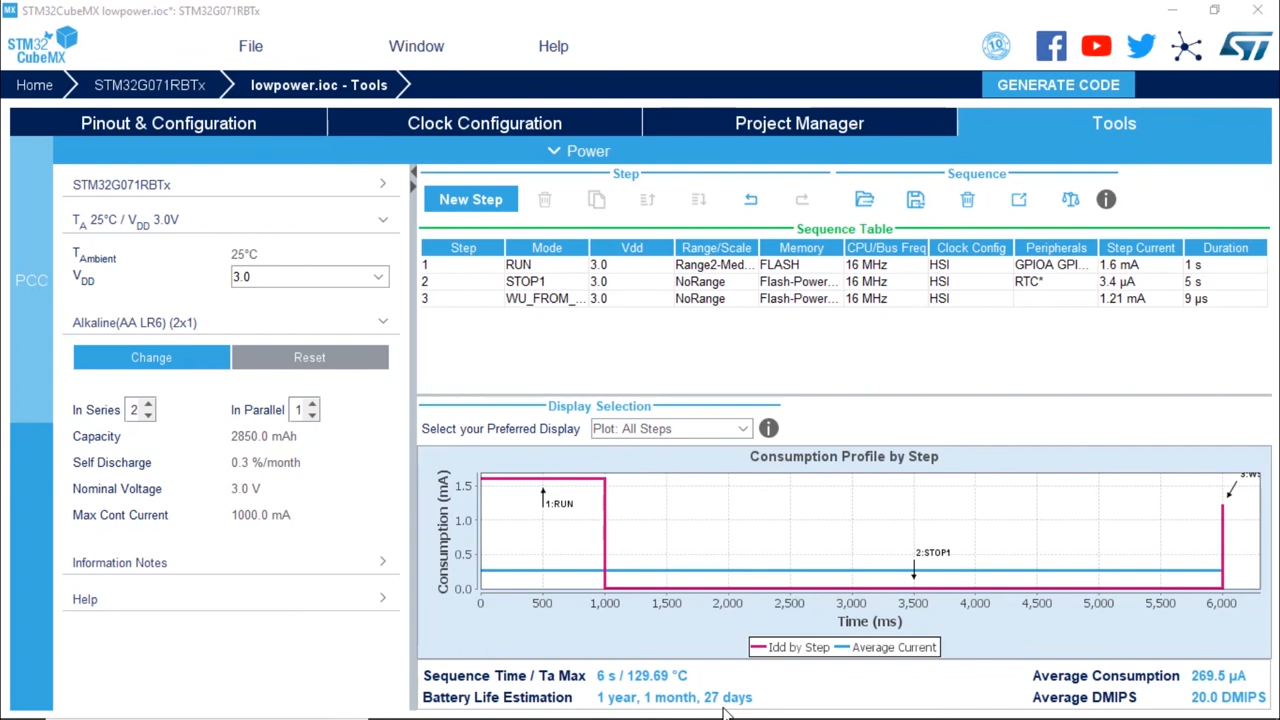 MX STM32CubeMX lowpower.ioc*: STM32G071RBTx
STM32
CubeMX
File Window Help
10
ST
Home STM32G071RBTx lowpower.ioc - Tools GENERATE CODE
Pinout & Configuration Clock Configuration Project Manager Tools
Power
PCC
STM32G071RBTx
TA 25°C / VDD 3.0V
TAmbient 25°C
VDD 3.0
Alkaline(AA LR6) (2x1)
Change Reset
In Series 2 In Parallel 1
Capacity 2850.0 mAh
Self Discharge 0.3 %/month
Nominal Voltage 3.0 V
Max Cont Current 1000.0 mA
Information Notes
Help
Step Sequence
New Step
Sequence Table
Step Mode Vdd Range/Scale Memory CPU/Bus Freq Clock Config Peripherals Step Current Duration
1 RUN 3.0 Range2-Med... FLASH 16 MHz HSI GPIOA GPI... 1.6 mA 1 s
2 STOP1 3.0 NoRange Flash-Power... 16 MHz HSI RTC* 3.4 µA 5 s
3 WU_FROM_... 3.0 NoRange Flash-Power... 16 MHz HSI 1.21 mA 9 µs
Display Selection
Select your Preferred Display Plot: All Steps
Consumption Profile by Step
Consumption (mA)
1.5
1.0
0.5
0.0
1:RUN
2:STOP1
0 500 1,000 1,500 2,000 2,500 3,000 3,500 4,000 4,500 5,000 5,500 6,000
Time (ms)
Idd by Step Average Current
Sequence Time / Ta Max 6 s / 129.69 °C Average Consumption 269.5 µA
Battery Life Estimation 1 year, 1 month, 27 days Average DMIPS 20.0 DMIPS